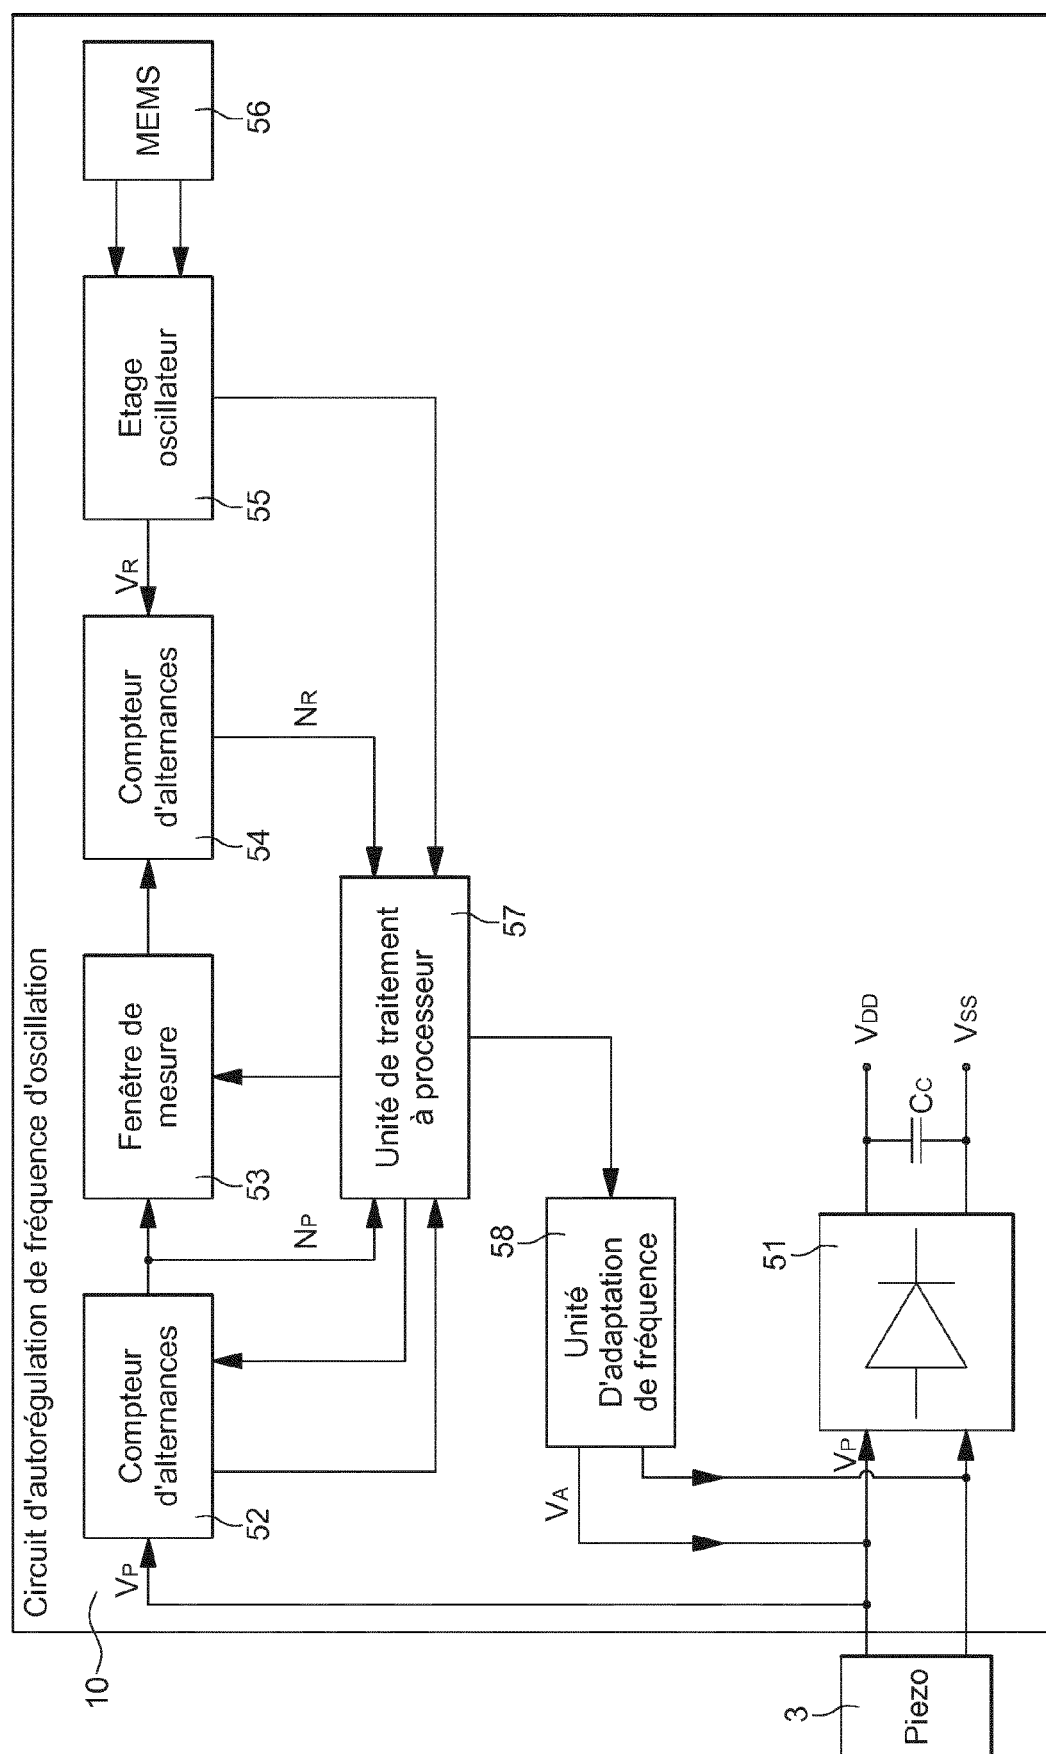 Circuit d'autorégulation de fréquence d'oscillation
10
VP
Compteur
d'alternances
52
NP
Fenêtre de
mesure
53
Compteur
d'alternances
54
NR
VR
Etage
oscillateur
55
MEMS
56
Unité de traitement
à processeur
57
Unité
D'adaptation
de fréquence
58
VA
VP
51
VDD
CC
VSS
3
Piezo